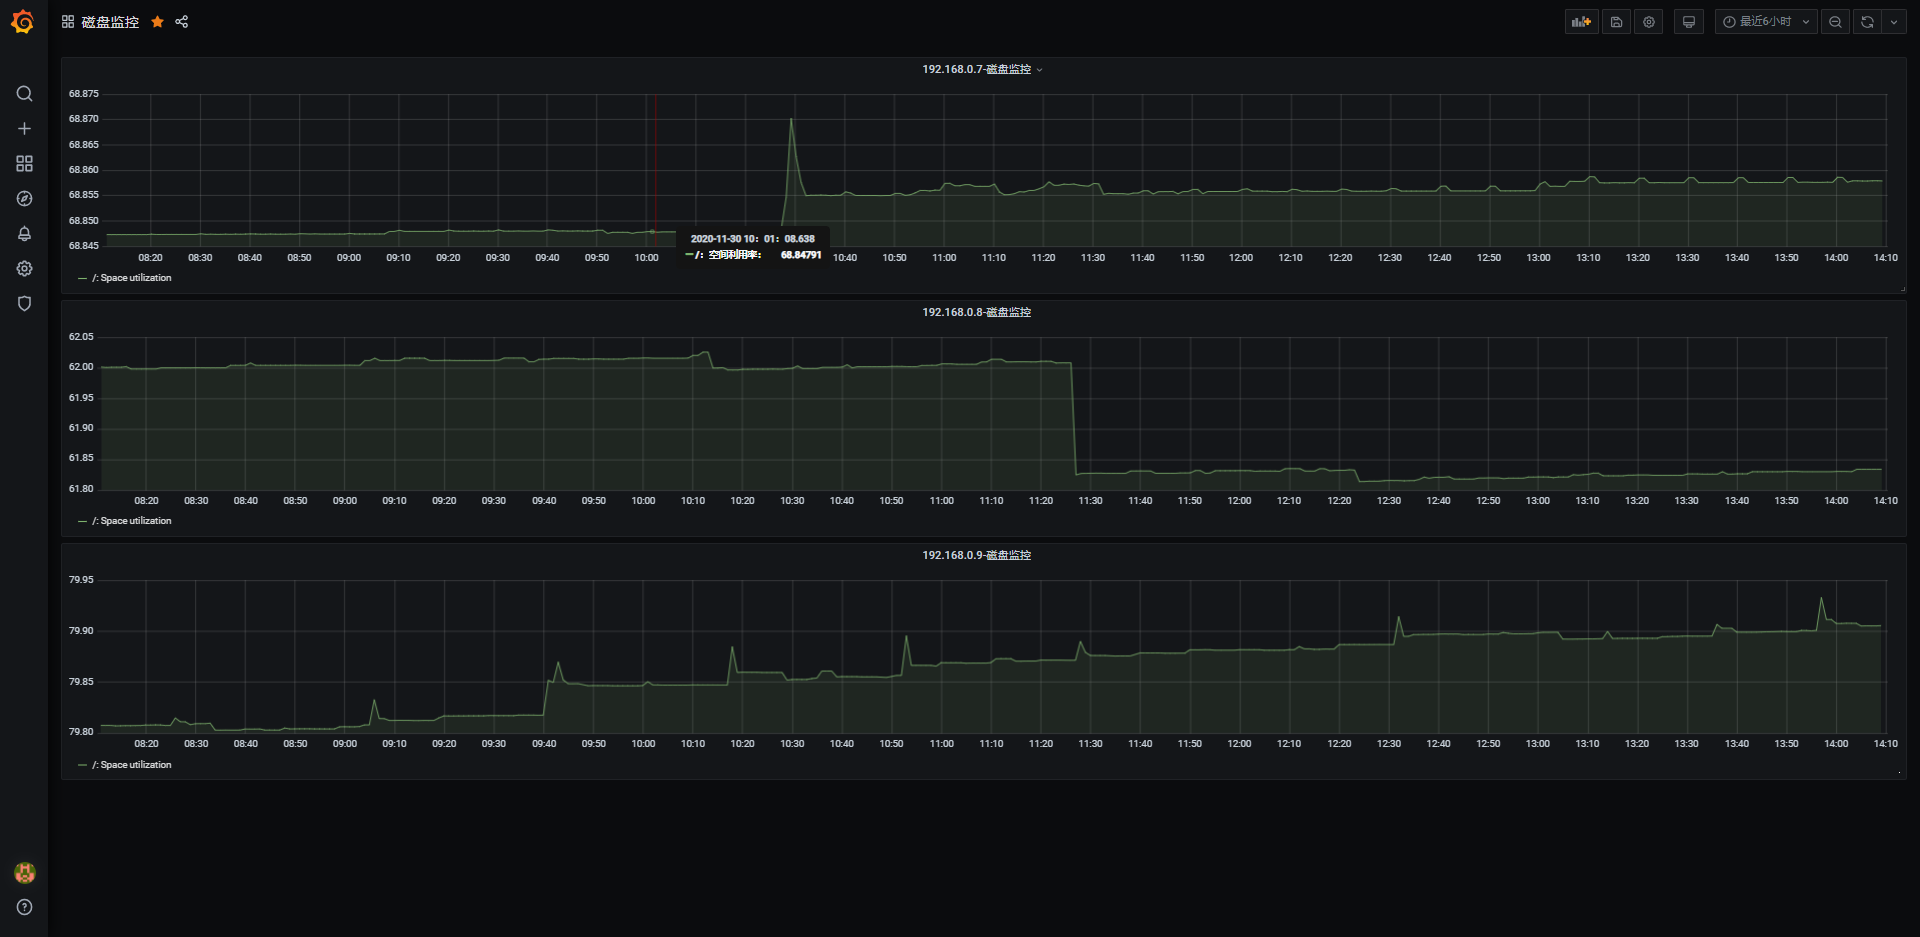 磁盘监控
最近6小时
192.168.0.7-磁盘监控
68.875
68.870
68.865
68.860
68.855
68.850
68.845
08:20 08:30 08:40 08:50 09:00 09:10 09:20 09:30 09:40 09:50 10:00 10:40 10:50 11:00 11:10 11:20 11:30 11:40 11:50 12:00 12:10 12:20 12:30 12:40 12:50 13:00 13:10 13:20 13:30 13:40 13:50 14:00 14:10
2020-11-30 10：01：08.638
/：空间利用率： 68.84791
/: Space utilization
192.168.0.8-磁盘监控
62.05
62.00
61.95
61.90
61.85
61.80
08:20 08:30 08:40 08:50 09:00 09:10 09:20 09:30 09:40 09:50 10:00 10:10 10:20 10:30 10:40 10:50 11:00 11:10 11:20 11:30 11:40 11:50 12:00 12:10 12:20 12:30 12:40 12:50 13:00 13:10 13:20 13:30 13:40 13:50 14:00 14:10
/: Space utilization
192.168.0.9-磁盘监控
79.95
79.90
79.85
79.80
08:20 08:30 08:40 08:50 09:00 09:10 09:20 09:30 09:40 09:50 10:00 10:10 10:20 10:30 10:40 10:50 11:00 11:10 11:20 11:30 11:40 11:50 12:00 12:10 12:20 12:30 12:40 12:50 13:00 13:10 13:20 13:30 13:40 13:50 14:00 14:10
/: Space utilization